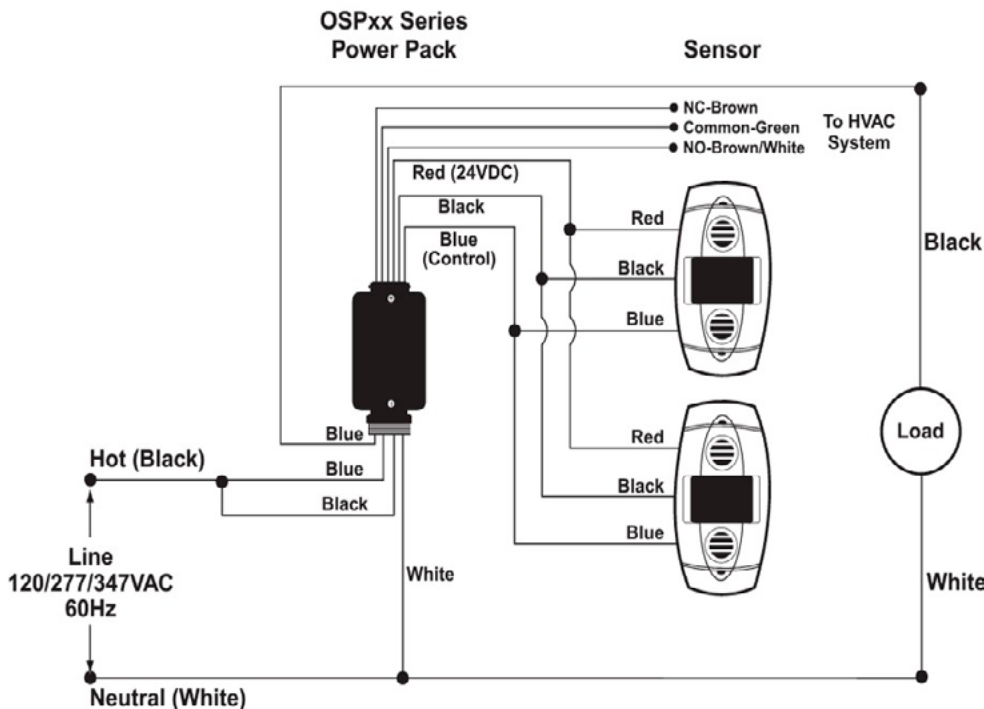 OSPxx Series
Power Pack
Sensor
NC-Brown
Common-Green
NO-Brown/White
To HVAC
System
Red (24VDC)
Black
Blue
(Control)
Red
Black
Blue
Black
Load
Red
Black
Blue
White
Blue
Hot (Black)
Blue
Black
Line
120/277/347VAC
60Hz
White
Neutral (White)